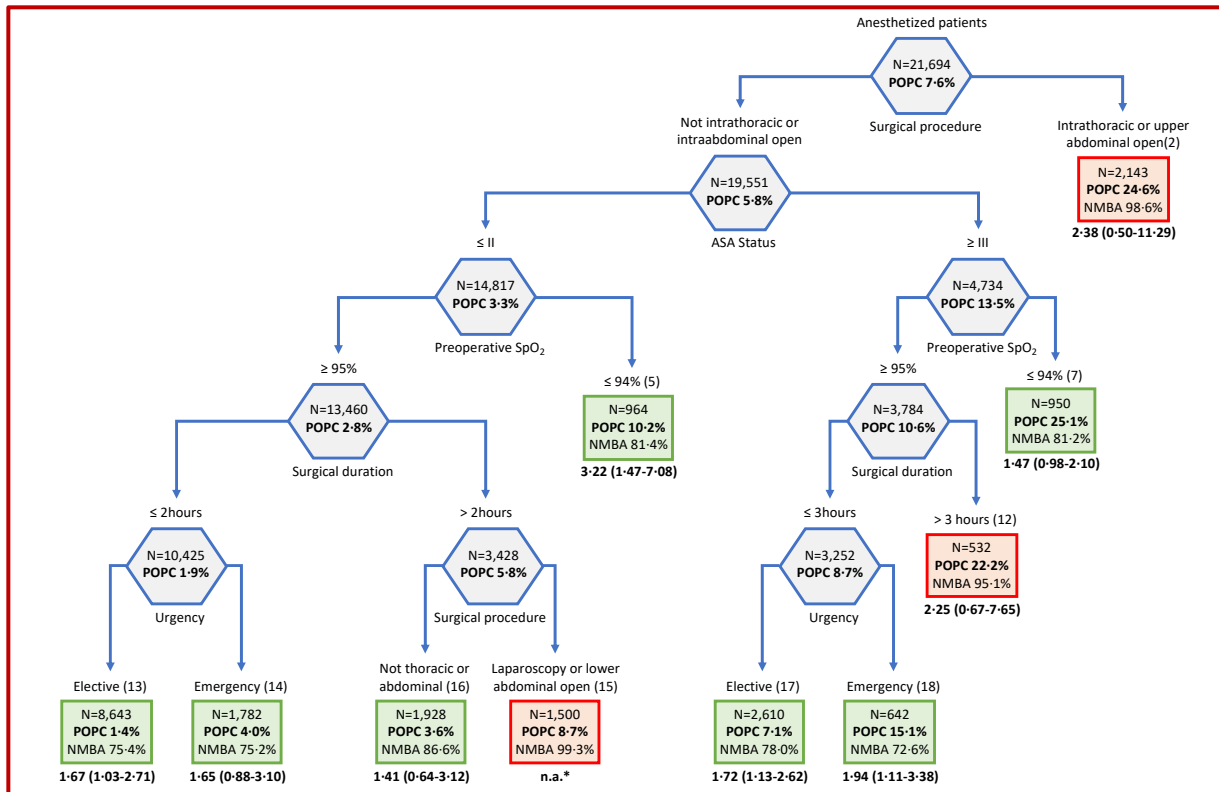 Anesthetized patients
N=21,694
POPC 7·6%
Surgical procedure
Not intrathoracic or
intraabdominal open
Intrathoracic or upper
abdominal open(2)
N=2,143
POPC 24·6%
NMBA 98·6%
2·38 (0·50-11·29)
N=19,551
POPC 5·8%
ASA Status
≤ II
≥ III
N=14,817
POPC 3·3%
Preoperative SpO₂
N=4,734
POPC 13·5%
Preoperative SpO₂
≥ 95%
≤ 94% (5)
N=964
POPC 10·2%
NMBA 81·4%
3·22 (1·47-7·08)
≥ 95%
≤ 94% (7)
N=950
POPC 25·1%
NMBA 81·2%
1·47 (0·98-2·10)
N=13,460
POPC 2·8%
Surgical duration
N=3,784
POPC 10·6%
Surgical duration
≤ 2hours
> 2hours
≤ 3hours
> 3 hours (12)
N=532
POPC 22·2%
NMBA 95·1%
2·25 (0·67-7·65)
N=10,425
POPC 1·9%
Urgency
N=3,428
POPC 5·8%
Surgical procedure
N=3,252
POPC 8·7%
Urgency
Elective (13)
N=8,643
POPC 1·4%
NMBA 75·4%
1·67 (1·03-2·71)
Emergency (14)
N=1,782
POPC 4·0%
NMBA 75·2%
1·65 (0·88-3·10)
Not thoracic or
abdominal (16)
N=1,928
POPC 3·6%
NMBA 86·6%
1·41 (0·64-3·12)
Laparoscopy or lower
abdominal open (15)
N=1,500
POPC 8·7%
NMBA 99·3%
n.a.*
Elective (17)
N=2,610
POPC 7·1%
NMBA 78·0%
1·72 (1·13-2·62)
Emergency (18)
N=642
POPC 15·1%
NMBA 72·6%
1·94 (1·11-3·38)